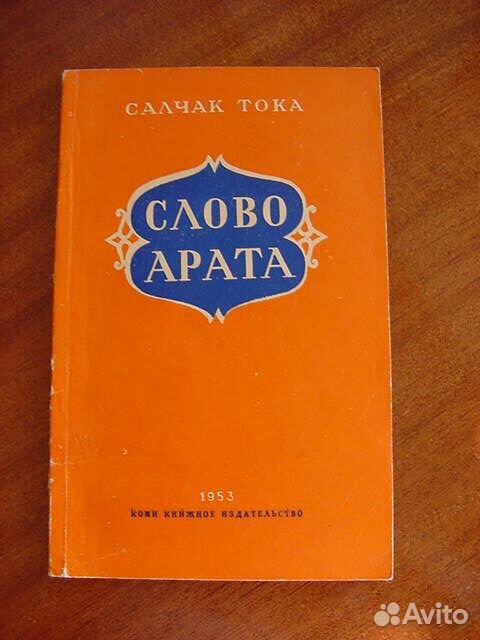 САЛЧАК ТОКА
СЛОВО
АРАТА
1953
КОМИ КНИЖНОЕ ИЗДАТЕЛЬСТВО
Avito